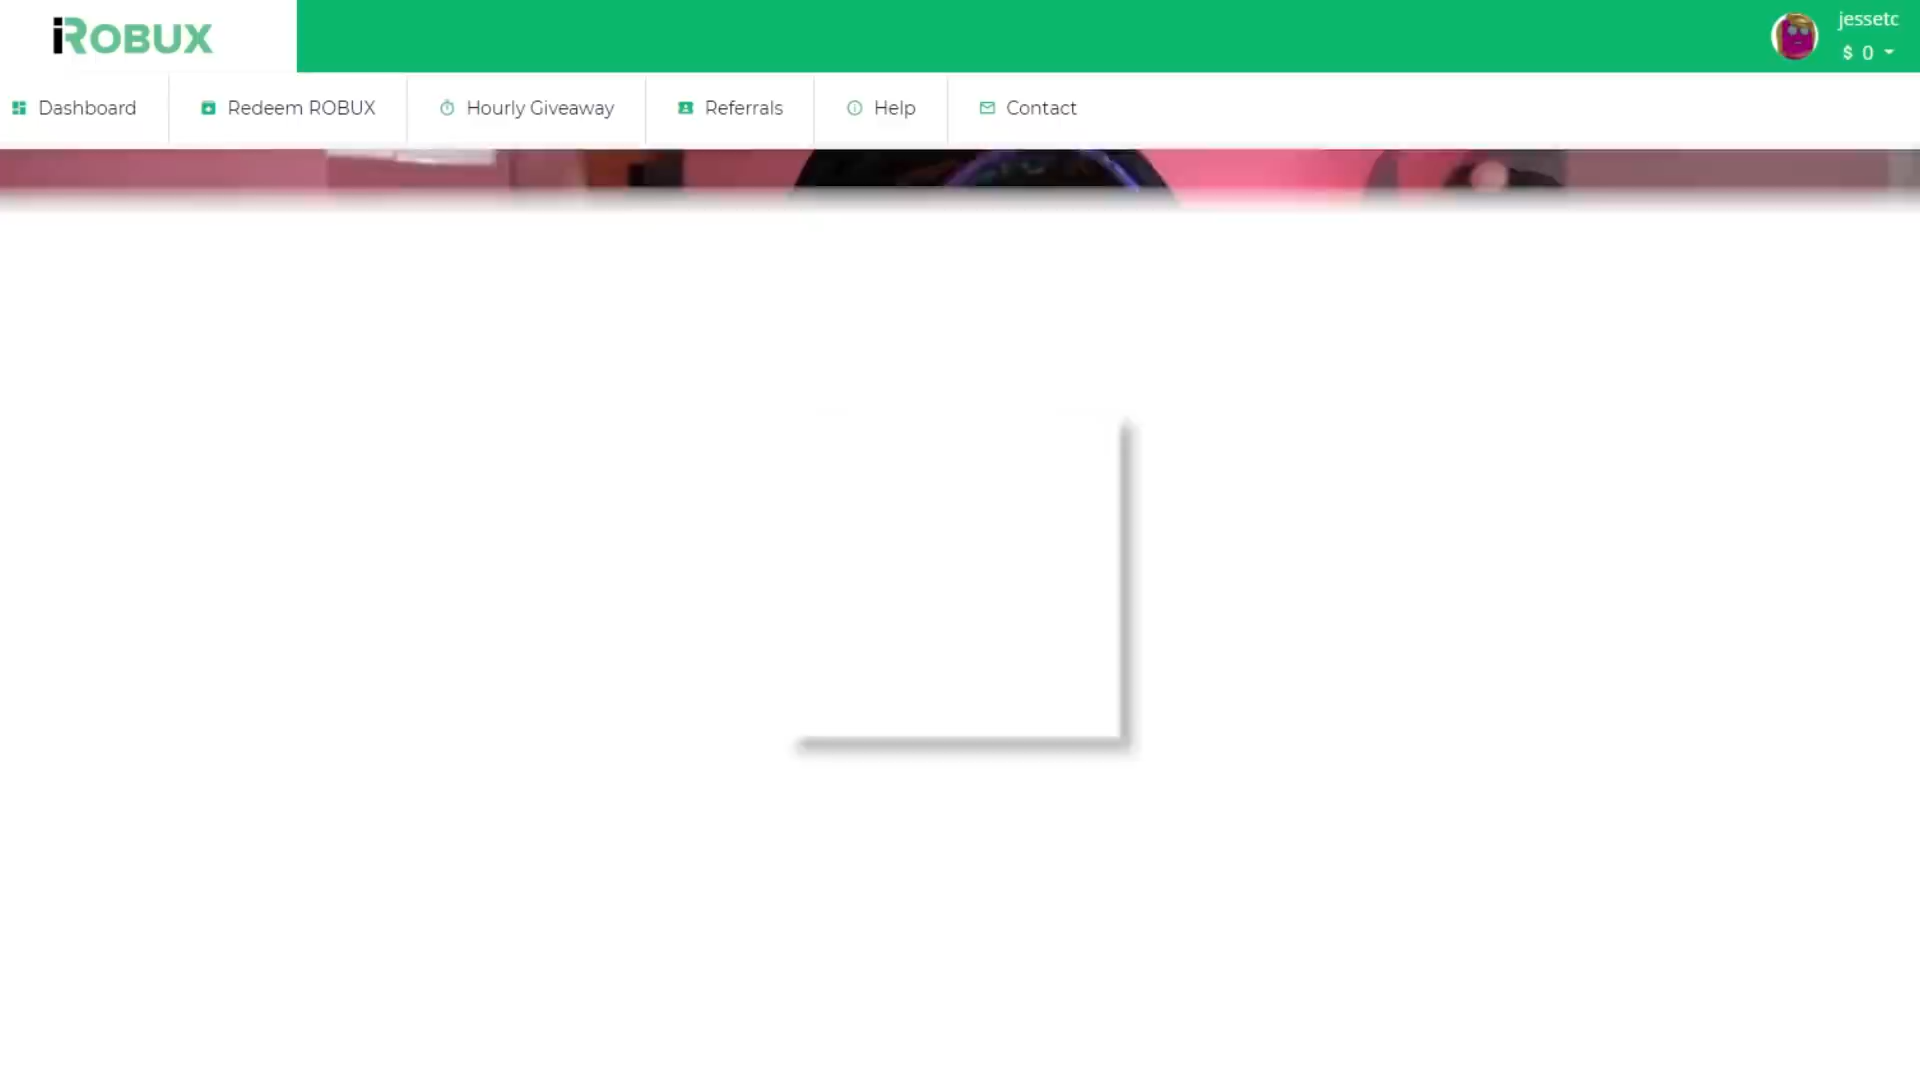 iROBUX
jessetc
$ 0
Dashboard
Redeem ROBUX
Hourly Giveaway
Referrals
Help
Contact